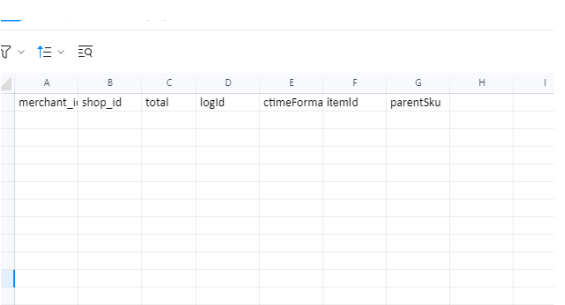 A B C D E F G H I
merchant_i shop_id total logId ctimeForma itemId parentSku